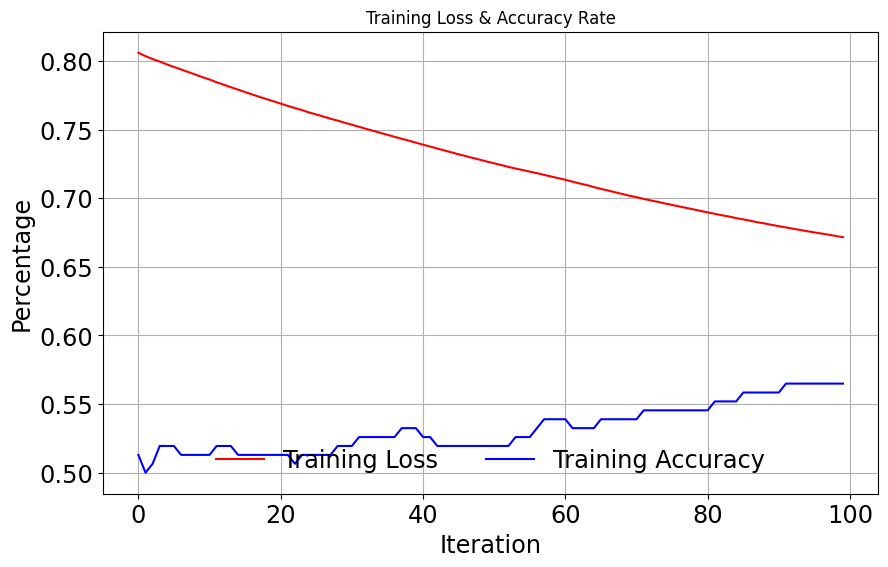 Training Loss & Accuracy Rate
Percentage
0.80
0.75
0.70
0.65
0.60
0.55
0.50
Training Loss Training Accuracy
0 20 40 60 80 100
Iteration